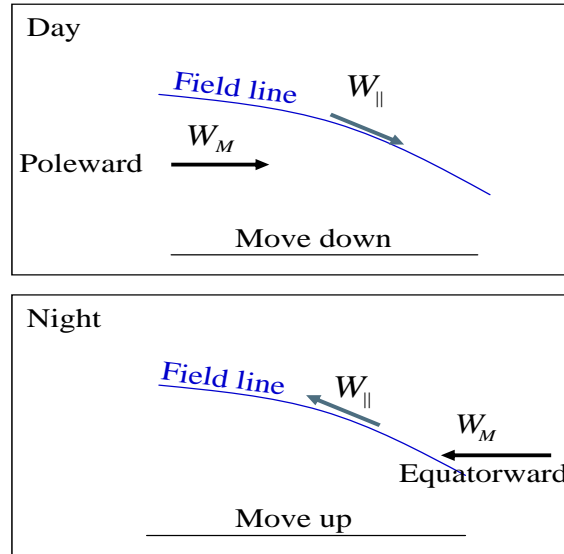 Day
Field line
W||
W_M
Poleward
Move down
Night
Field line
W||
W_M
Equatorward
Move up